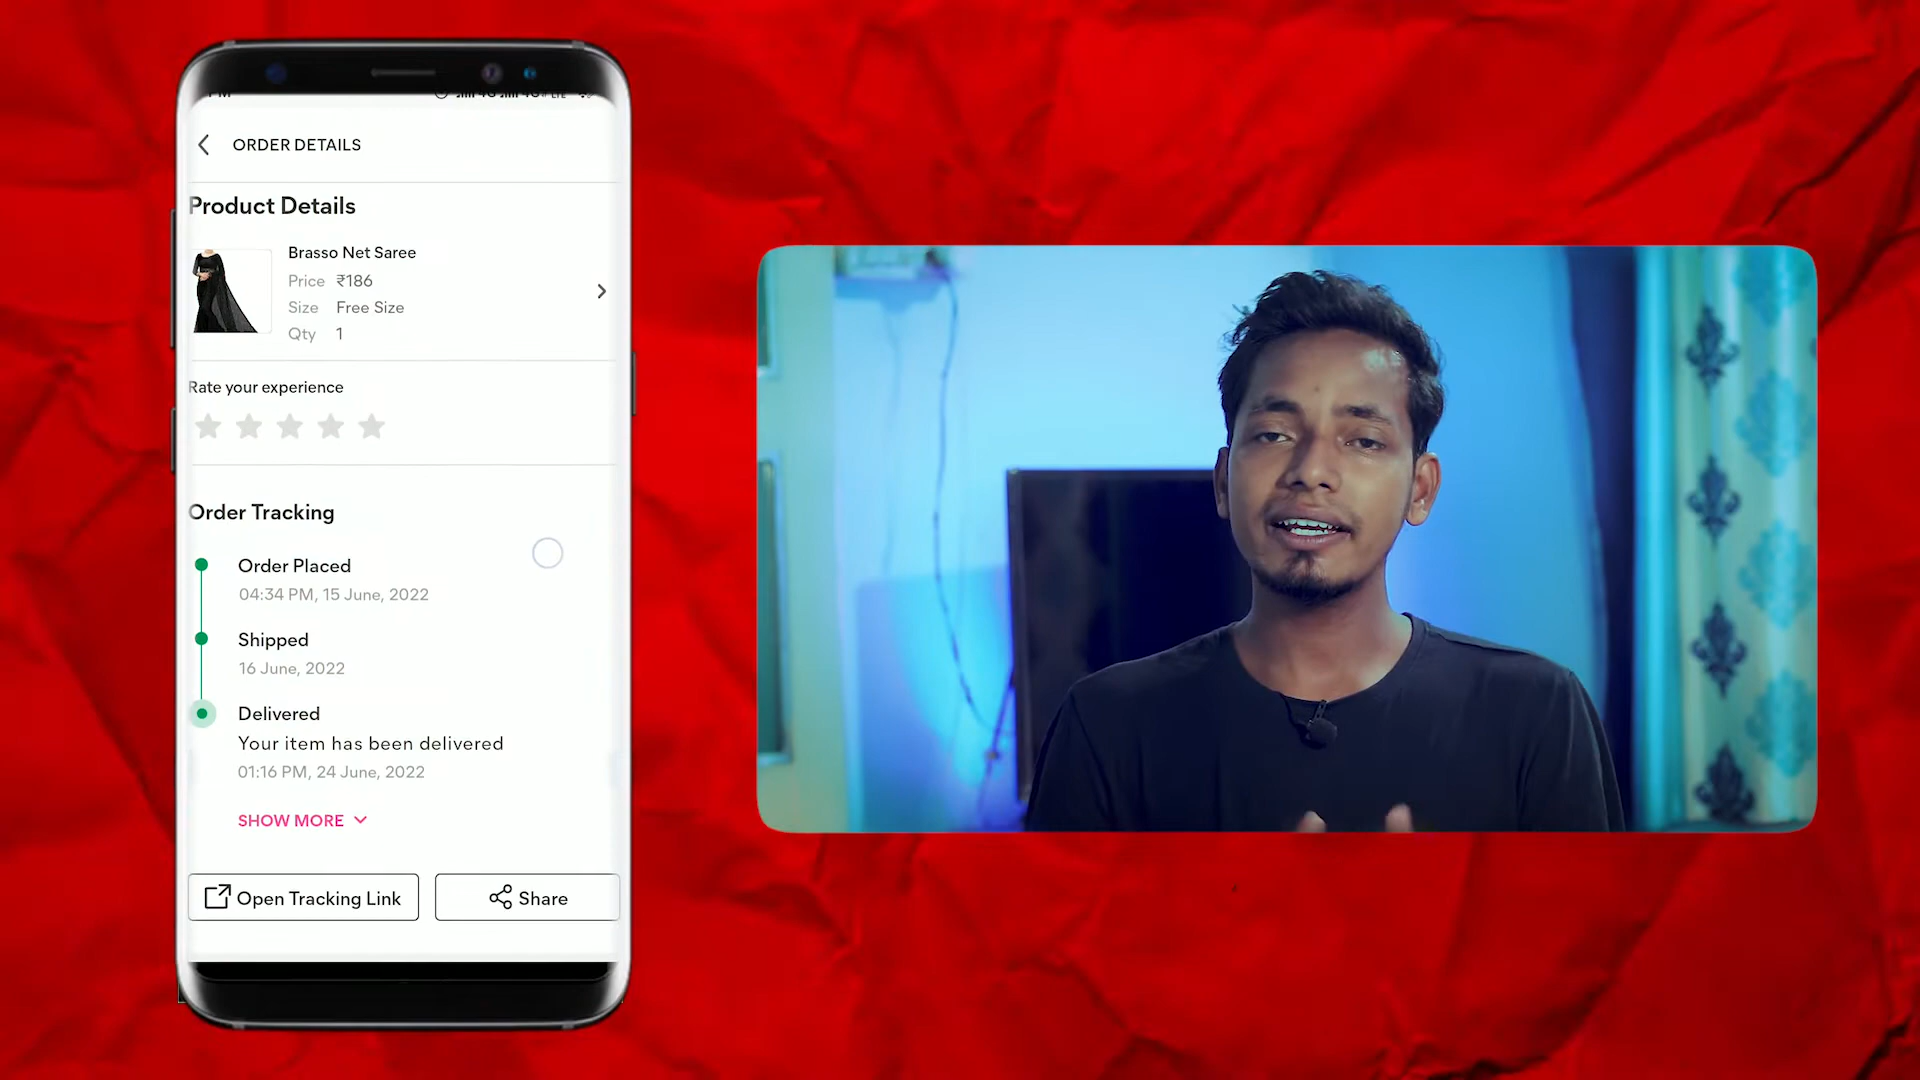 ORDER DETAILS
Product Details
Brasso Net Saree
Price ₹186
Size Free Size
Qty 1
Rate your experience
Order Tracking
Order Placed
04:34 PM, 15 June, 2022
Shipped
16 June, 2022
Delivered
Your item has been delivered
01:16 PM, 24 June, 2022
SHOW MORE
Open Tracking Link
Share